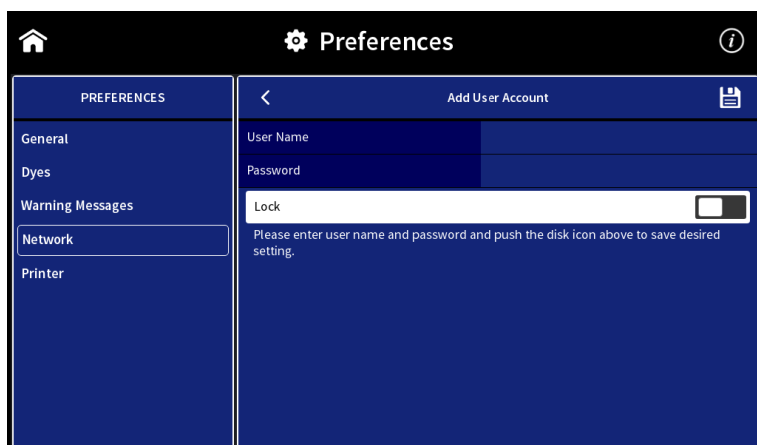 Preferences
PREFERENCES
General
Dyes
Warning Messages
Network
Printer
Add User Account
User Name
Password
Lock
Please enter user name and password and push the disk icon above to save desired
setting.